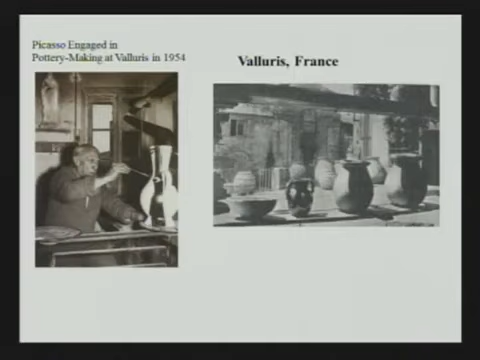 Picasso Engaged in
Pottery-Making at Valluris in 1954
Valluris, France